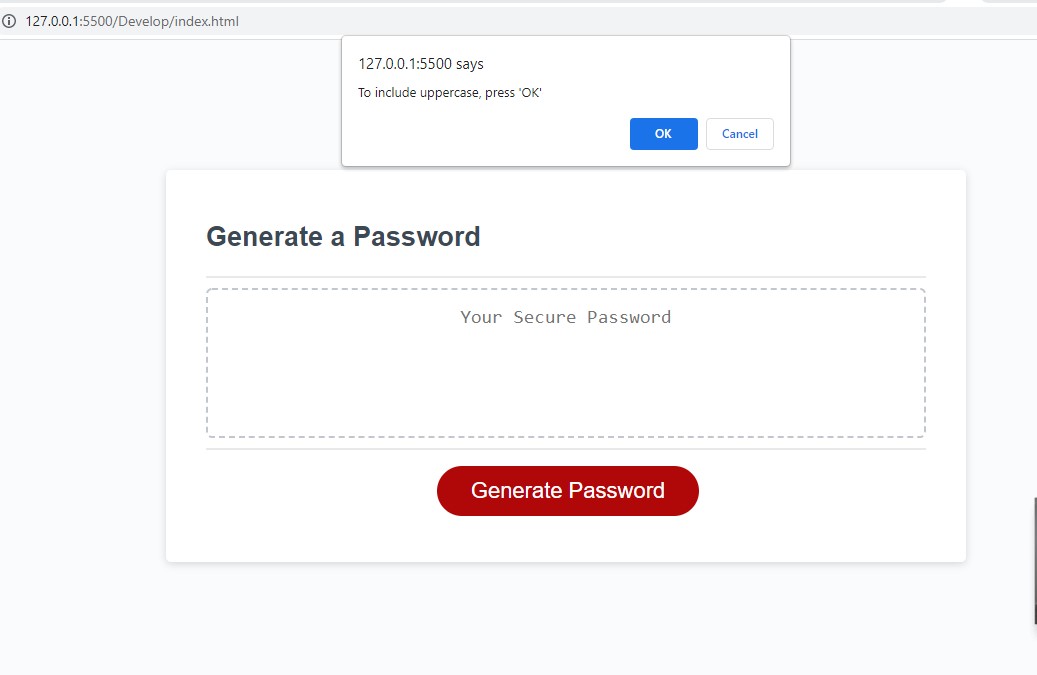 127.0.0.1:5500/Develop/index.html
127.0.0.1:5500 says
To include uppercase, press 'OK'
OK Cancel
Generate a Password
Your Secure Password
Generate Password